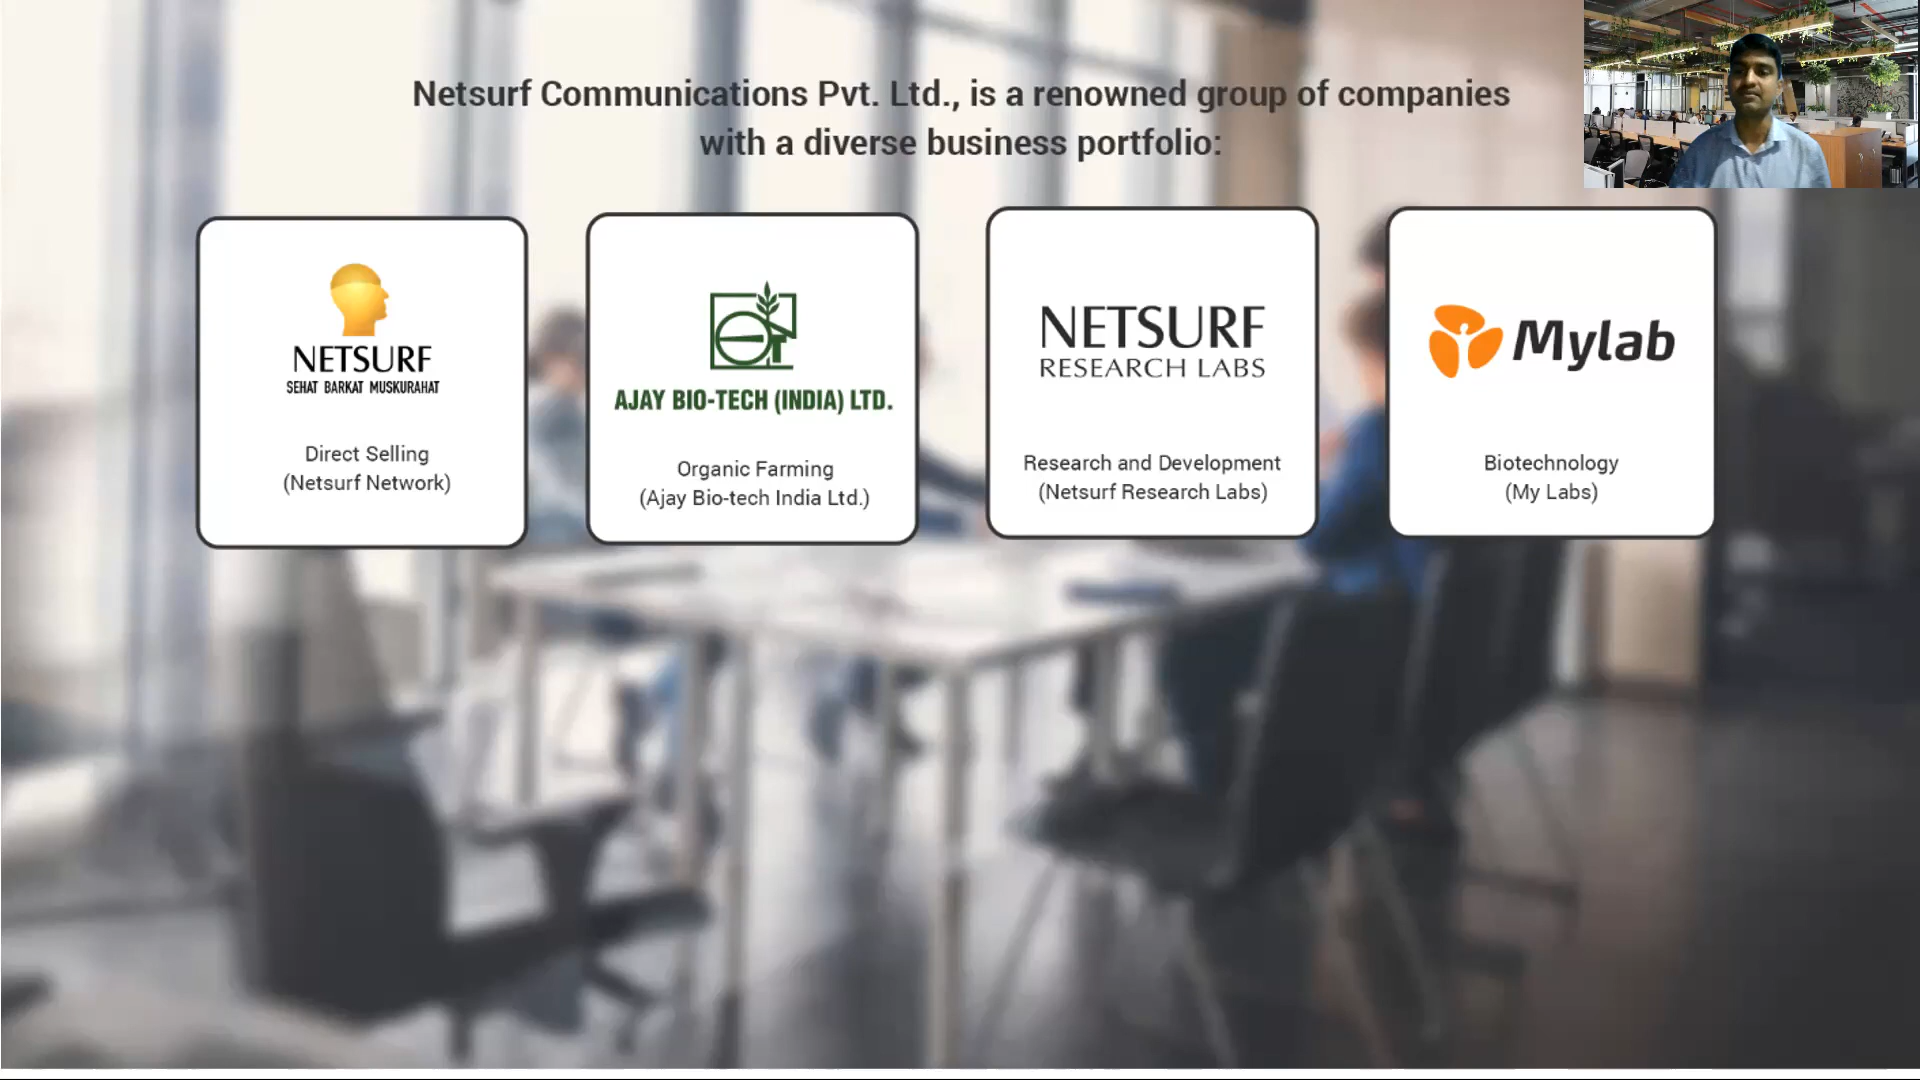 Netsurf Communications Pvt. Ltd., is a renowned group of companies
with a diverse business portfolio:
NETSURF
SEHAT BARKAT MUSKURAHAT
Direct Selling
(Netsurf Network)
AJAY BIO-TECH (INDIA) LTD.
Organic Farming
(Ajay Bio-tech India Ltd.)
NETSURF
RESEARCH LABS
Research and Development
(Netsurf Research Labs)
Mylab
Biotechnology
(My Labs)